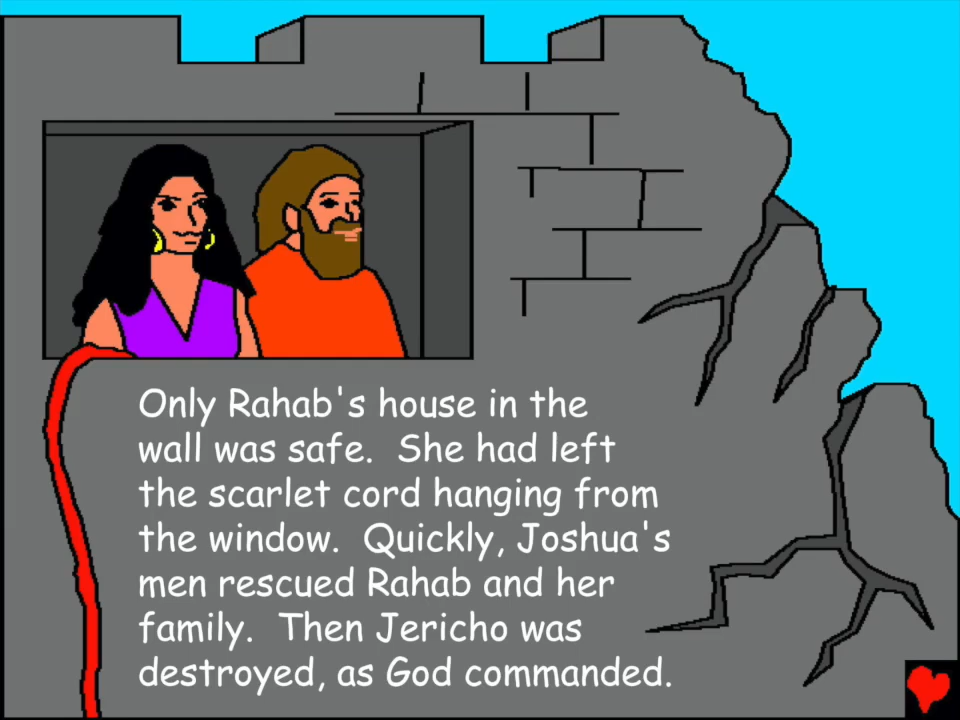 Only Rahab's house in the
wall was safe.  She had left
the scarlet cord hanging from
the window.  Quickly, Joshua's
men rescued Rahab and her
family.  Then Jericho was
destroyed, as God commanded.